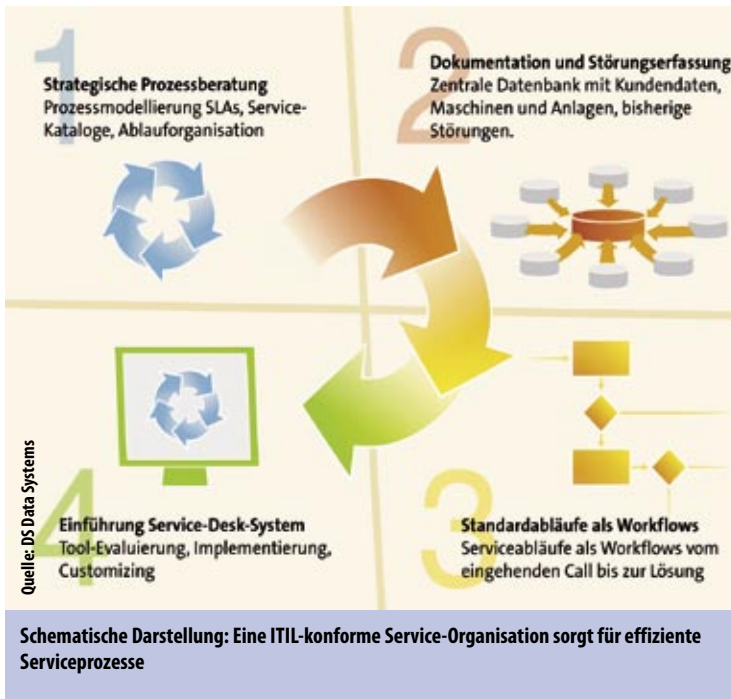 1
Strategische Prozessberatung
Prozessmodellierung SLAs, Service-
Kataloge, Ablauforganisation
2
Dokumentation und Störungserfassung
Zentrale Datenbank mit Kundendaten,
Maschinen und Anlagen, bisherige
Störungen.
3
Standardabläufe als Workflows
Serviceabläufe als Workflows vom
eingehenden Call bis zur Lösung
4
Einführung Service-Desk-System
Tool-Evaluierung, Implementierung,
Customizing
Quelle: DS Data Systems
Schematische Darstellung: Eine ITIL-konforme Service-Organisation sorgt für effiziente
Serviceprozesse